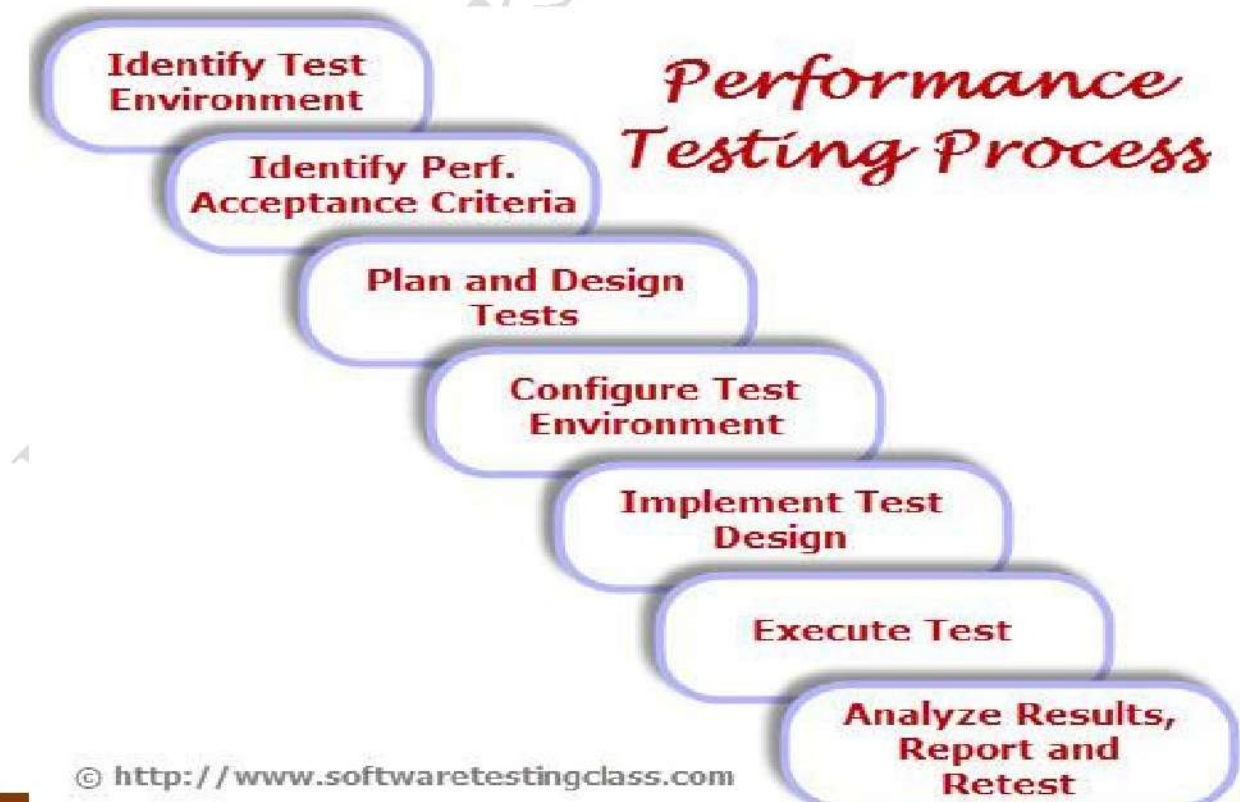 Performance
Testing Process
Identify Test
Environment
Identify Perf.
Acceptance Criteria
Plan and Design
Tests
Configure Test
Environment
Implement Test
Design
Execute Test
Analyze Results,
Report and
Retest
© http://www.softwaretestingclass.com